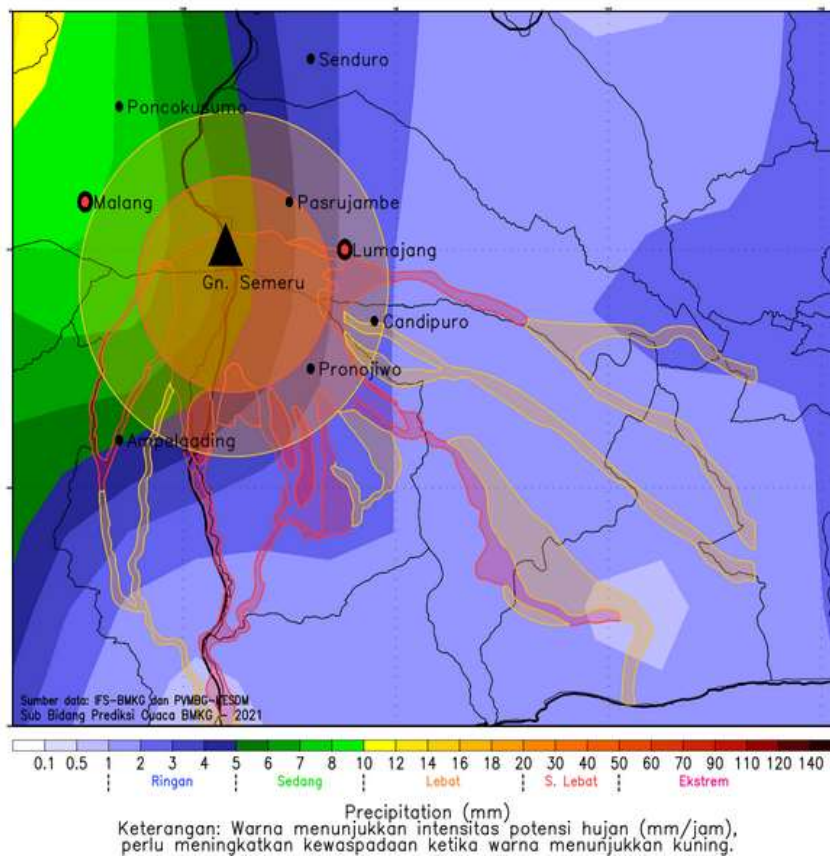 Senduro
Poncokusumo
Malang
Pasrujambe
Lumajang
Gn. Semeru
Candipuro
Pronojiwo
Ampelgading
Sumber data: IFS-BMKG dan PVMBG-KESDM
Sub Bidang Prediksi Cuaca BMKG - 2021
0.1 0.5 1 2 3 4 5 6 7 8 10 12 14 16 18 20 30 40 50 60 70 90 110 120 140
Ringan Sedang Lebat S. Lebat Ekstrem
Precipitation (mm)
Keterangan: Warna menunjukkan intensitas potensi hujan (mm/jam),
perlu meningkatkan kewaspadaan ketika warna menunjukkan kuning.